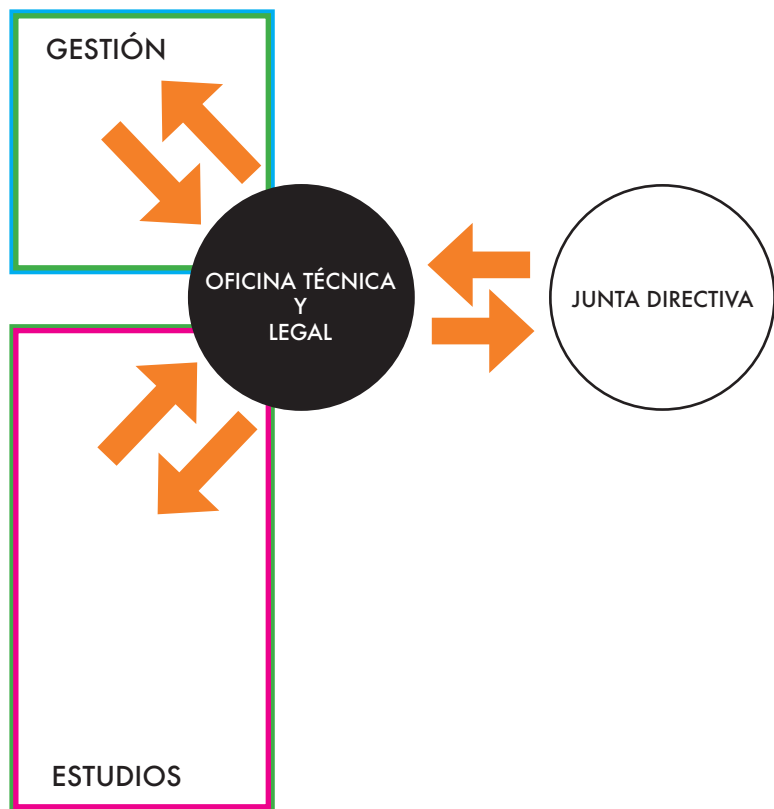 GESTIÓN
OFICINA TÉCNICA
Y
LEGAL
JUNTA DIRECTIVA
ESTUDIOS